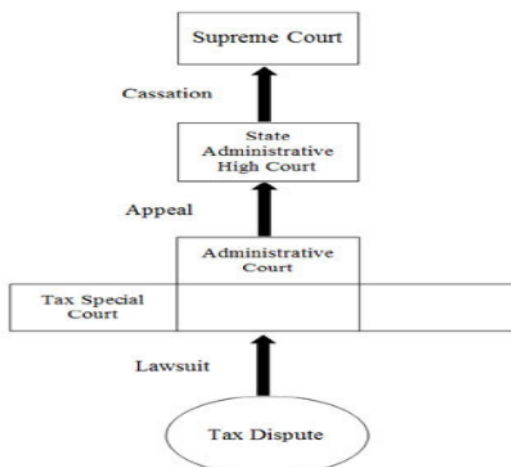 Supreme Court
Cassation
State
Administrative
High Court
Appeal
Administrative
Court
Tax Special
Court
Lawsuit
Tax Dispute